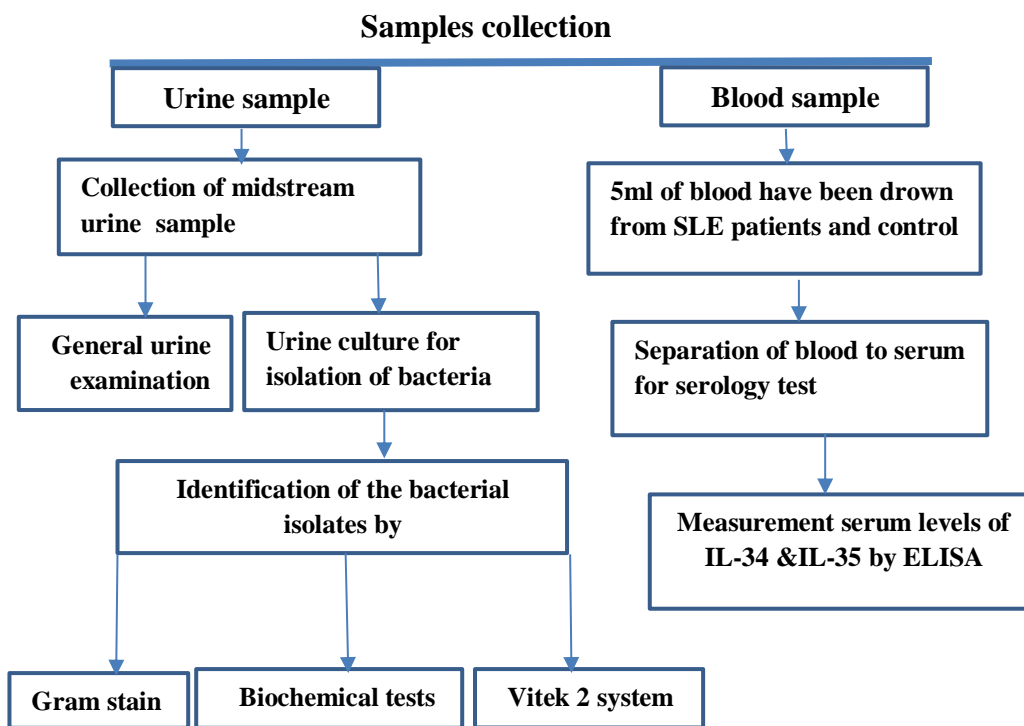 Samples collection
Urine sample
Blood sample
Collection of midstream
urine sample
5ml of blood have been drown
from SLE patients and control
General urine
examination
Urine culture for
isolation of bacteria
Separation of blood to serum
for serology test
Identification of the bacterial
isolates by
Measurement serum levels of
IL-34 &IL-35 by ELISA
Gram stain
Biochemical tests
Vitek 2 system